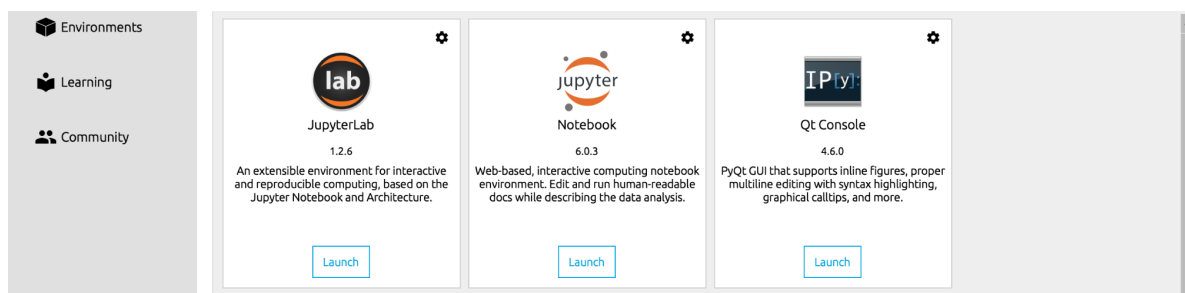 Environments
Learning
Community
lab
JupyterLab
1.2.6
An extensible environment for interactive
and reproducible computing, based on the
Jupyter Notebook and Architecture.
Launch
jupyter
Notebook
6.0.3
Web-based, interactive computing notebook
environment. Edit and run human-readable
docs while describing the data analysis.
Launch
IP[y]:
Qt Console
4.6.0
PyQt GUI that supports inline figures, proper
multiline editing with syntax highlighting,
graphical calltips, and more.
Launch